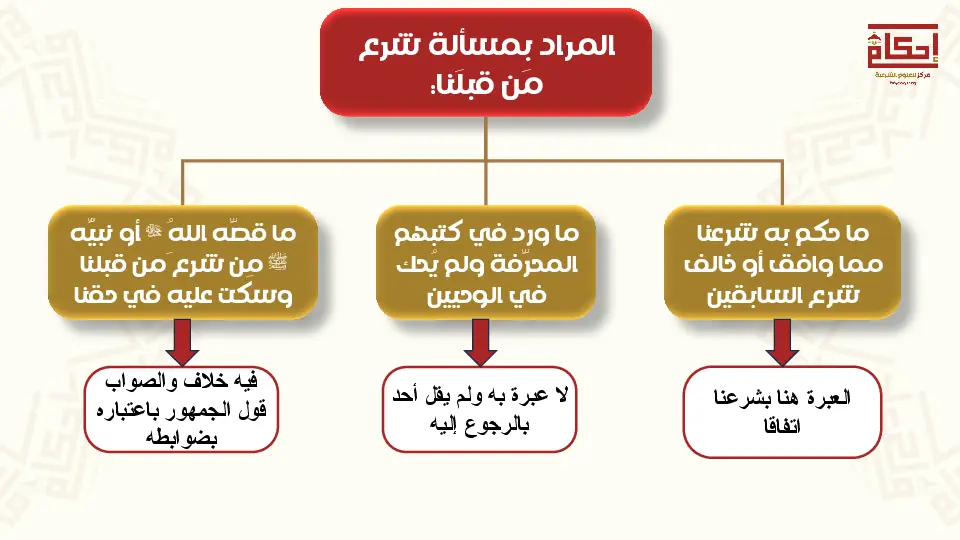 المراد بمسألة شرع
مَن قبلَنا:
إحكام
مركز للعلوم الشرعية
ما حكم به شرعنا
مما وافق أو خالف
شرع السابقين
ما ورد في كتبهم
المحرّفة ولم يُحك
في الوحيين
ما قصّه اللهُ ﷻ أو نبيّه
ﷺ مِن شرع مَن قبلنا
وسكت عليه في حقنا
العبرة هنا بشرعنا
اتفاقا
لا عبرة به ولم يقل أحد
بالرجوع إليه
فيه خلاف والصواب
قول الجمهور باعتباره
بضوابطه